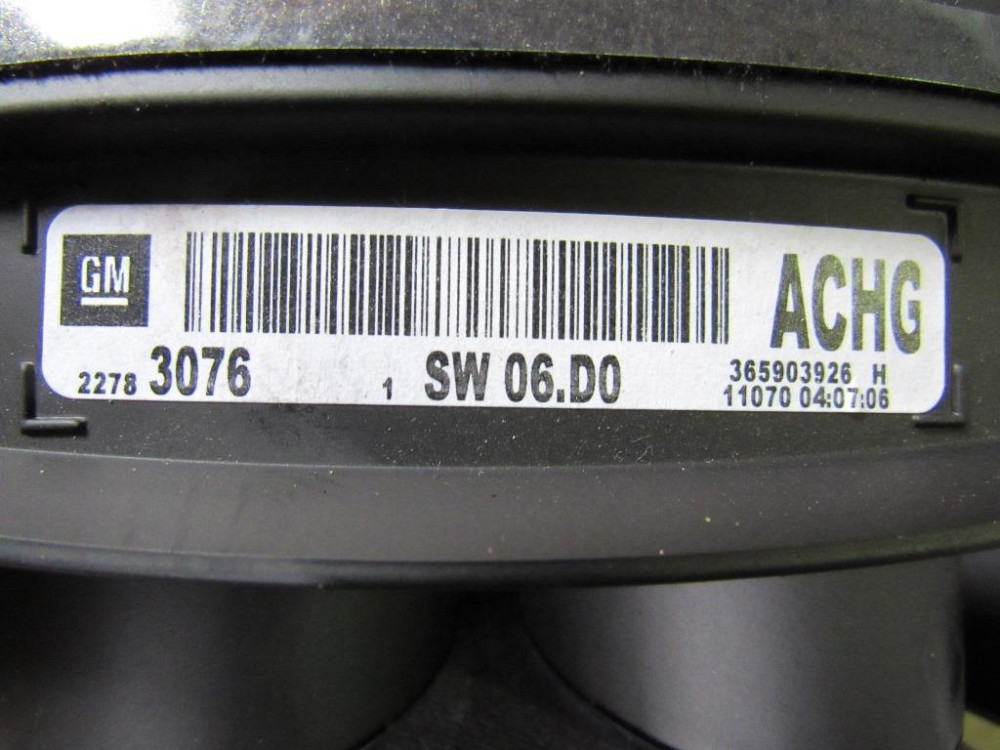 GM
ACHG
2278 3076 1 SW 06.D0 365903926 H
11070 04:07:06